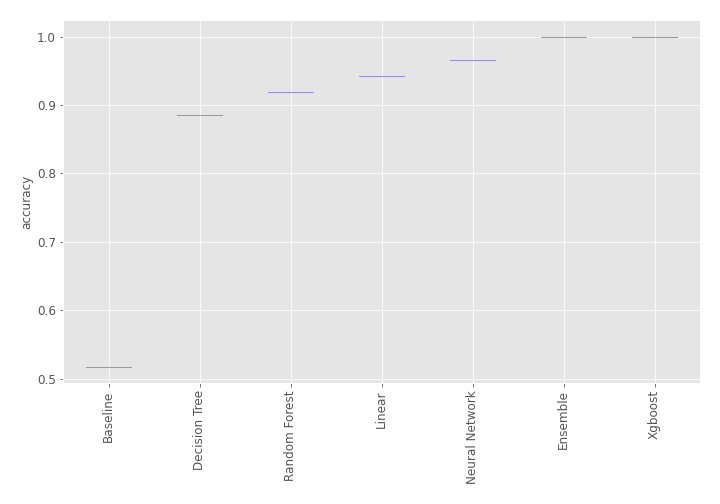 1.0
0.9
0.8
0.7
0.6
0.5
accuracy
Baseline
Decision Tree
Random Forest
Linear
Neural Network
Ensemble
Xgboost